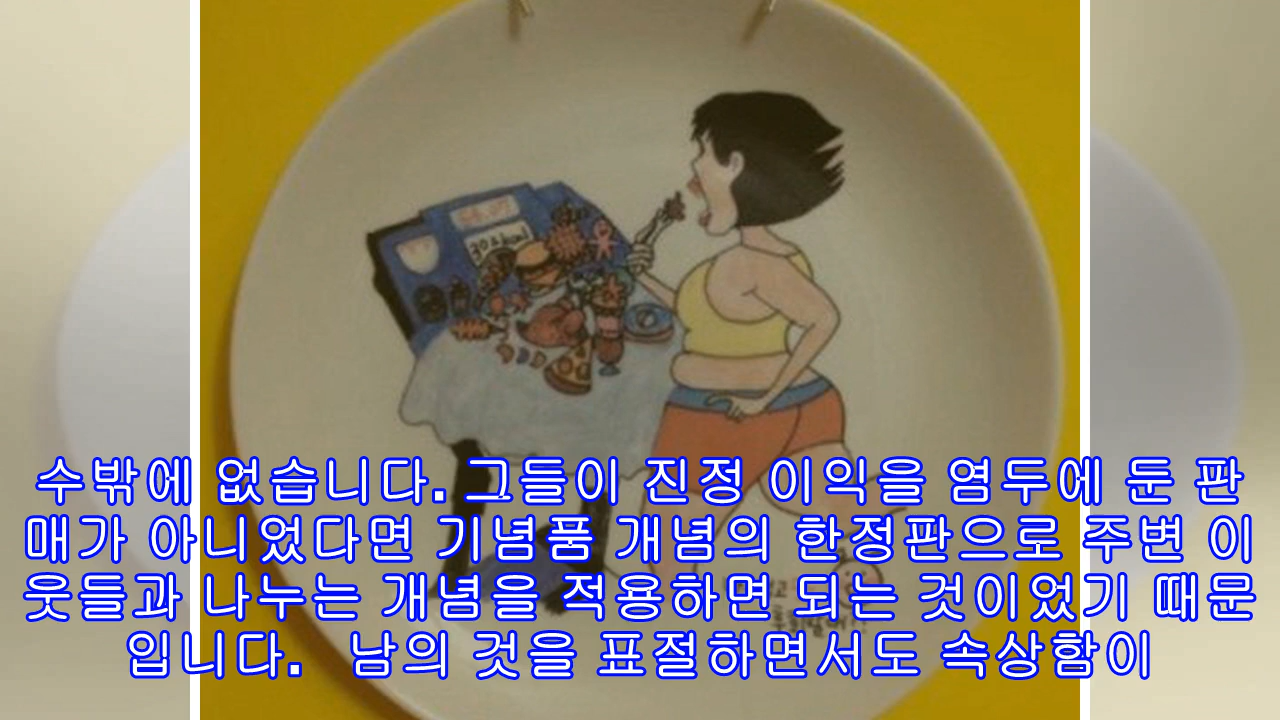 수밖에 없습니다. 그들이 진정 이익을 염두에 둔 판
매가 아니었다면 기념품 개념의 한정판으로 주변 이
웃들과 나누는 개념을 적용하면 되는 것이었기 때문
입니다. 남의 것을 표절하면서도 속상함이